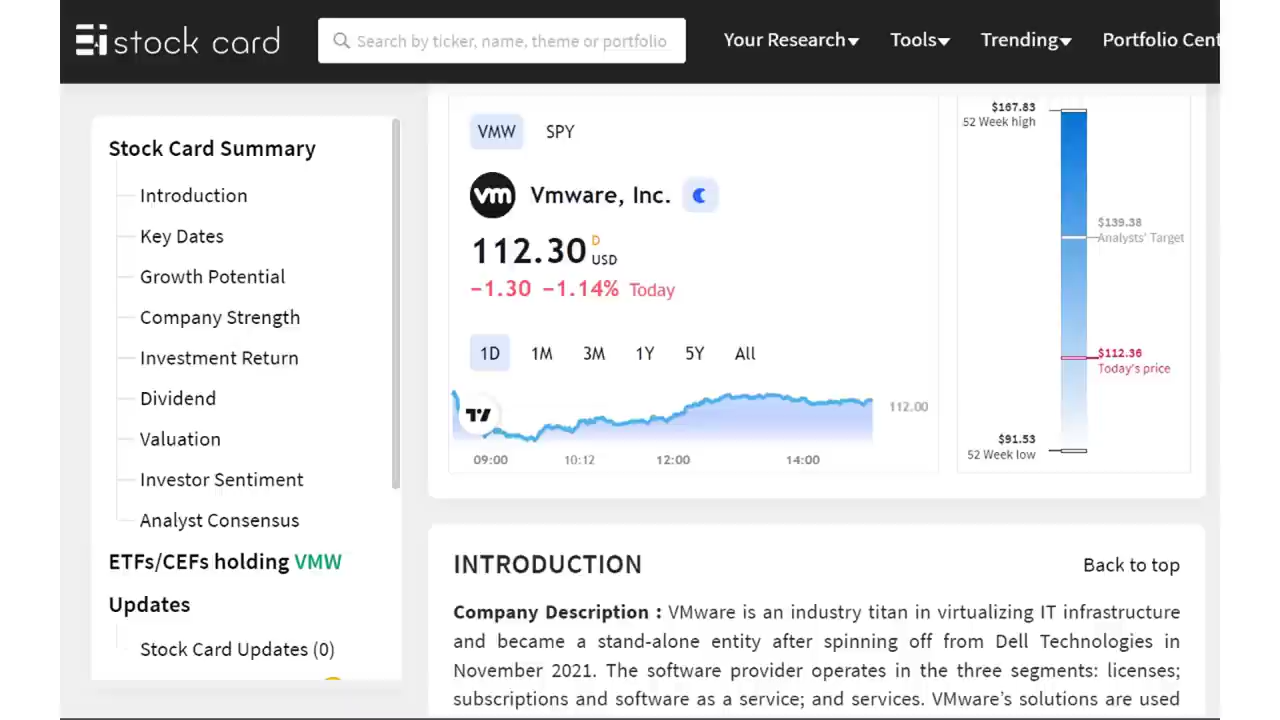 stock card
Search by ticker, name, theme or portfolio
Your Research
Tools
Trending
Portfolio Cent
Stock Card Summary
Introduction
Key Dates
Growth Potential
Company Strength
Investment Return
Dividend
Valuation
Investor Sentiment
Analyst Consensus
ETFs/CEFs holding VMW
Updates
Stock Card Updates (0)
VMW SPY
vm Vmware, Inc.
112.30 D USD
−1.30 −1.14% Today
1D 1M 3M 1Y 5Y All
112.00
09:00 10:12 12:00 14:00
$167.83
52 Week high
$139.38
Analysts' Target
$112.36
Today's price
$91.53
52 Week low
INTRODUCTION
Back to top
Company Description : VMware is an industry titan in virtualizing IT infrastructure
and became a stand-alone entity after spinning off from Dell Technologies in
November 2021. The software provider operates in the three segments: licenses;
subscriptions and software as a service; and services. VMware's solutions are used